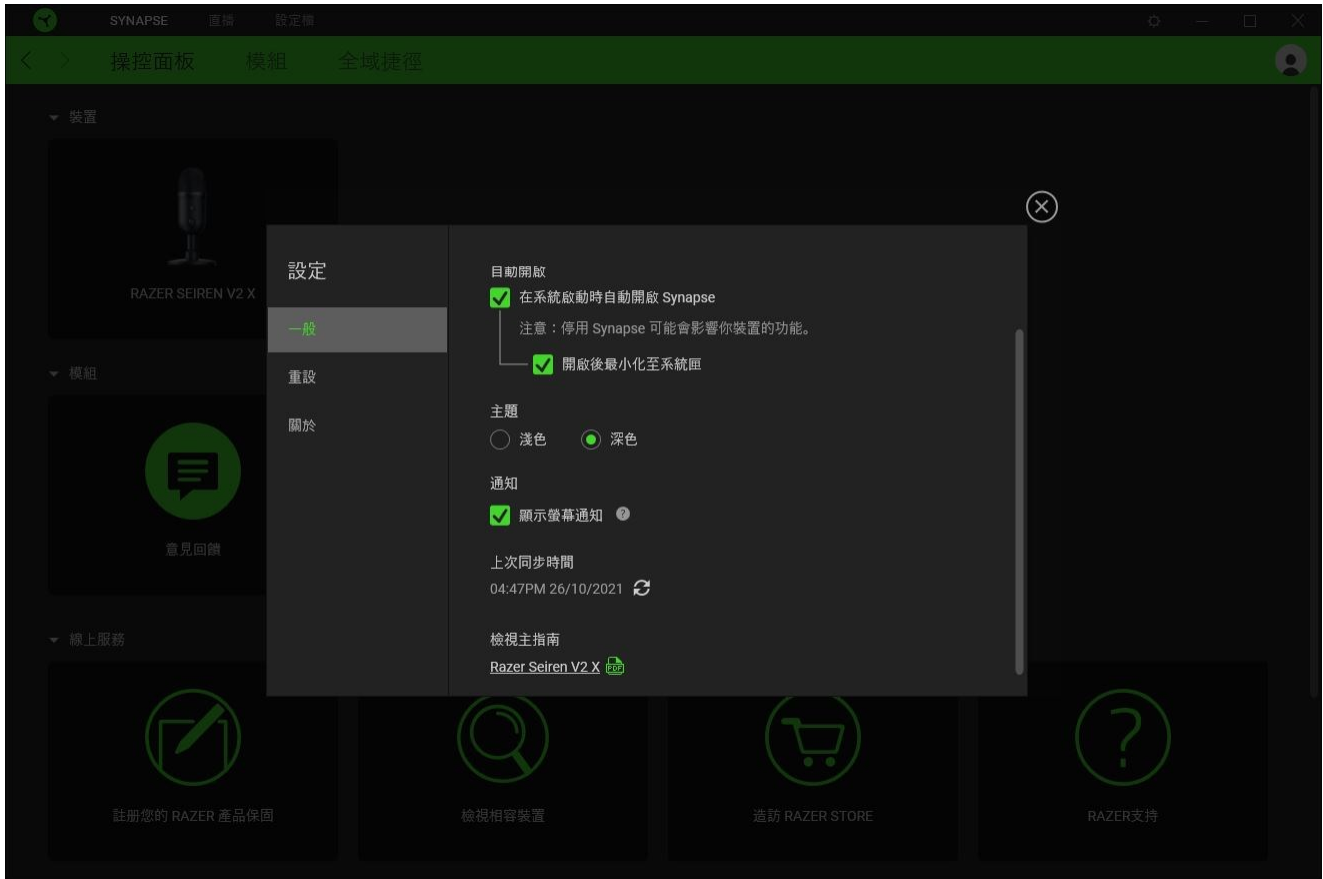 SYNAPSE 直播 設定檔
操控面板 模組 全域捷徑
裝置
RAZER SEIREN V2 X
設定
一般
重設
關於
自動開啟
在系統啟動時自動開啟 Synapse
注意：停用 Synapse 可能會影響你裝置的功能。
開啟後最小化至系統匣
主題
淺色 深色
通知
顯示螢幕通知 ?
上次同步時間
04:47PM 26/10/2021
檢視主指南
Razer Seiren V2 X PDF
模組
意見回饋
線上服務
註冊您的 RAZER 產品保固
檢視相容裝置
造訪 RAZER STORE
RAZER支持